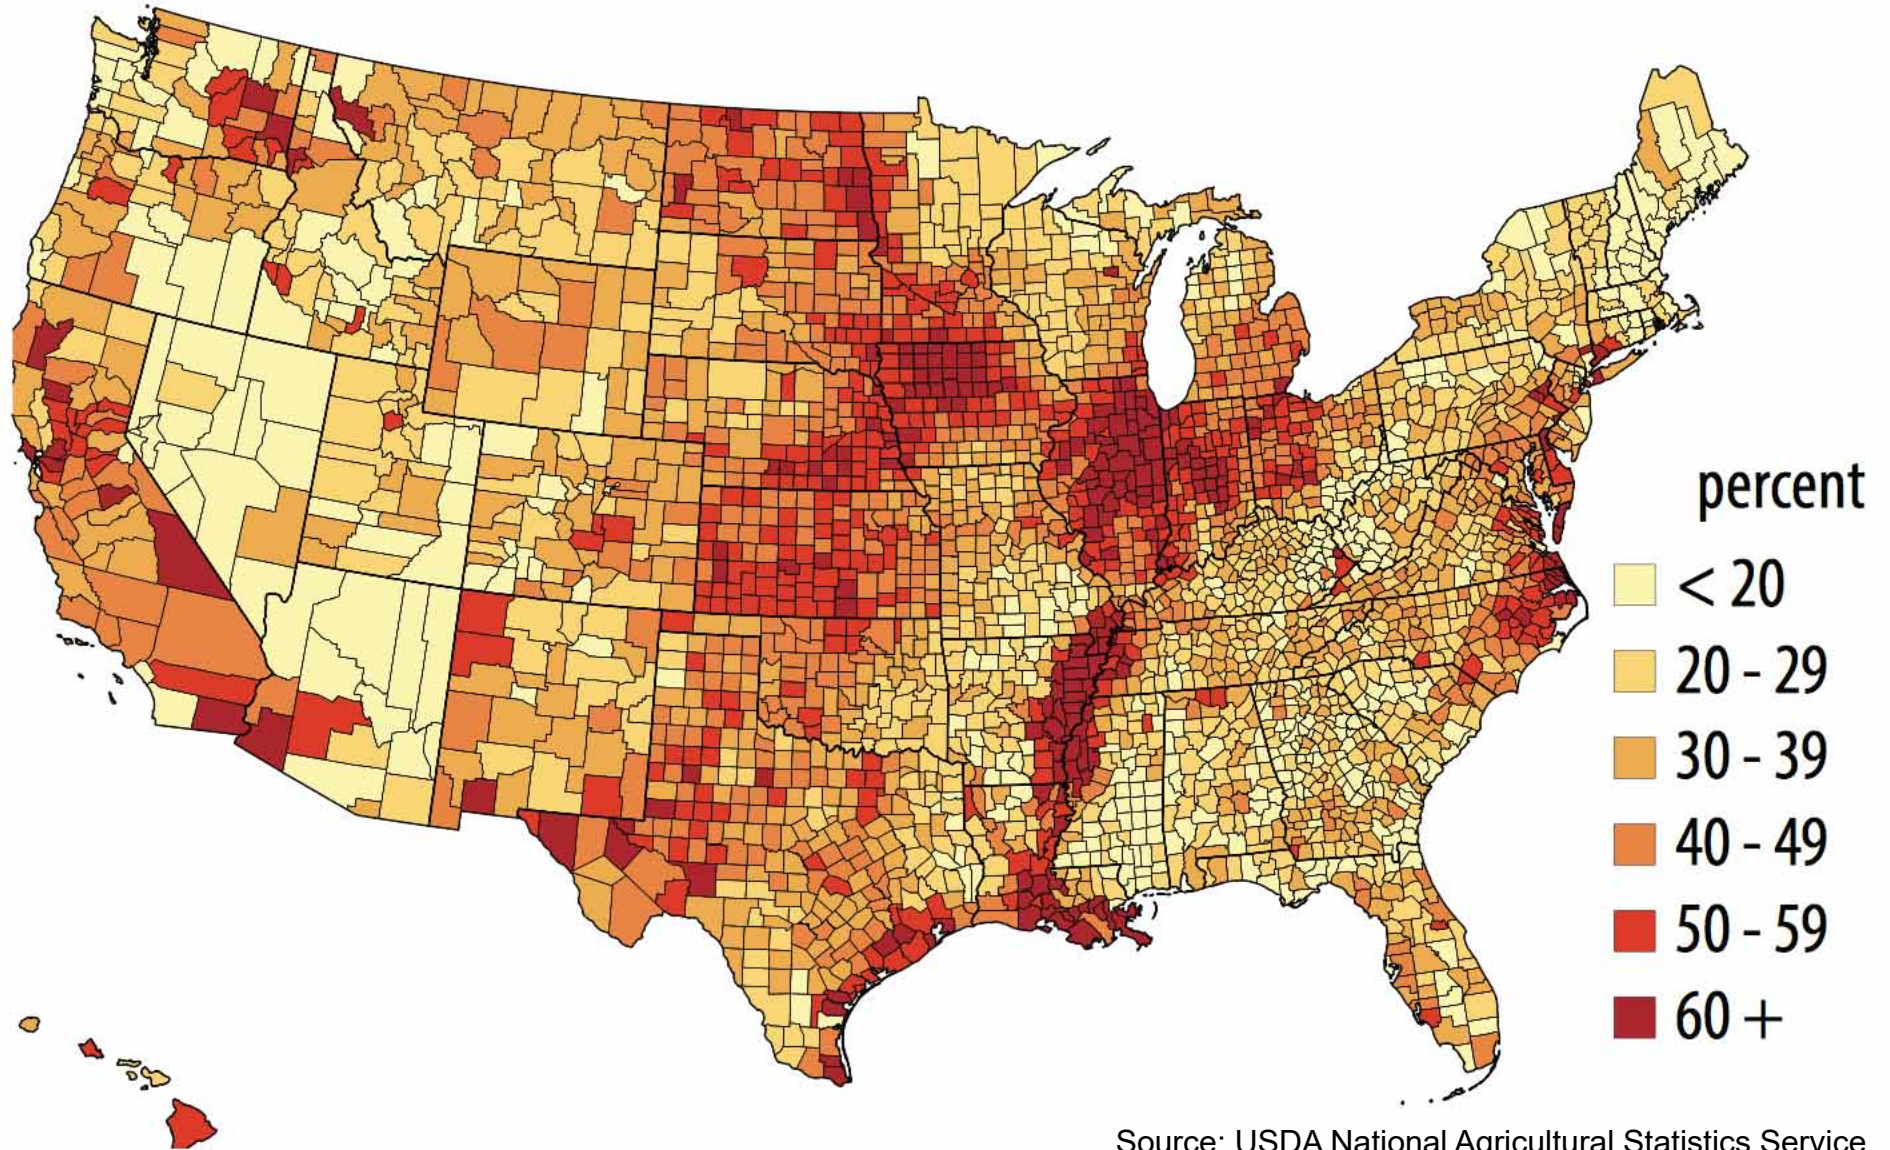 percent
< 20
20 - 29
30 - 39
40 - 49
50 - 59
60 +
Source: USDA National Agricultural Statistics Service